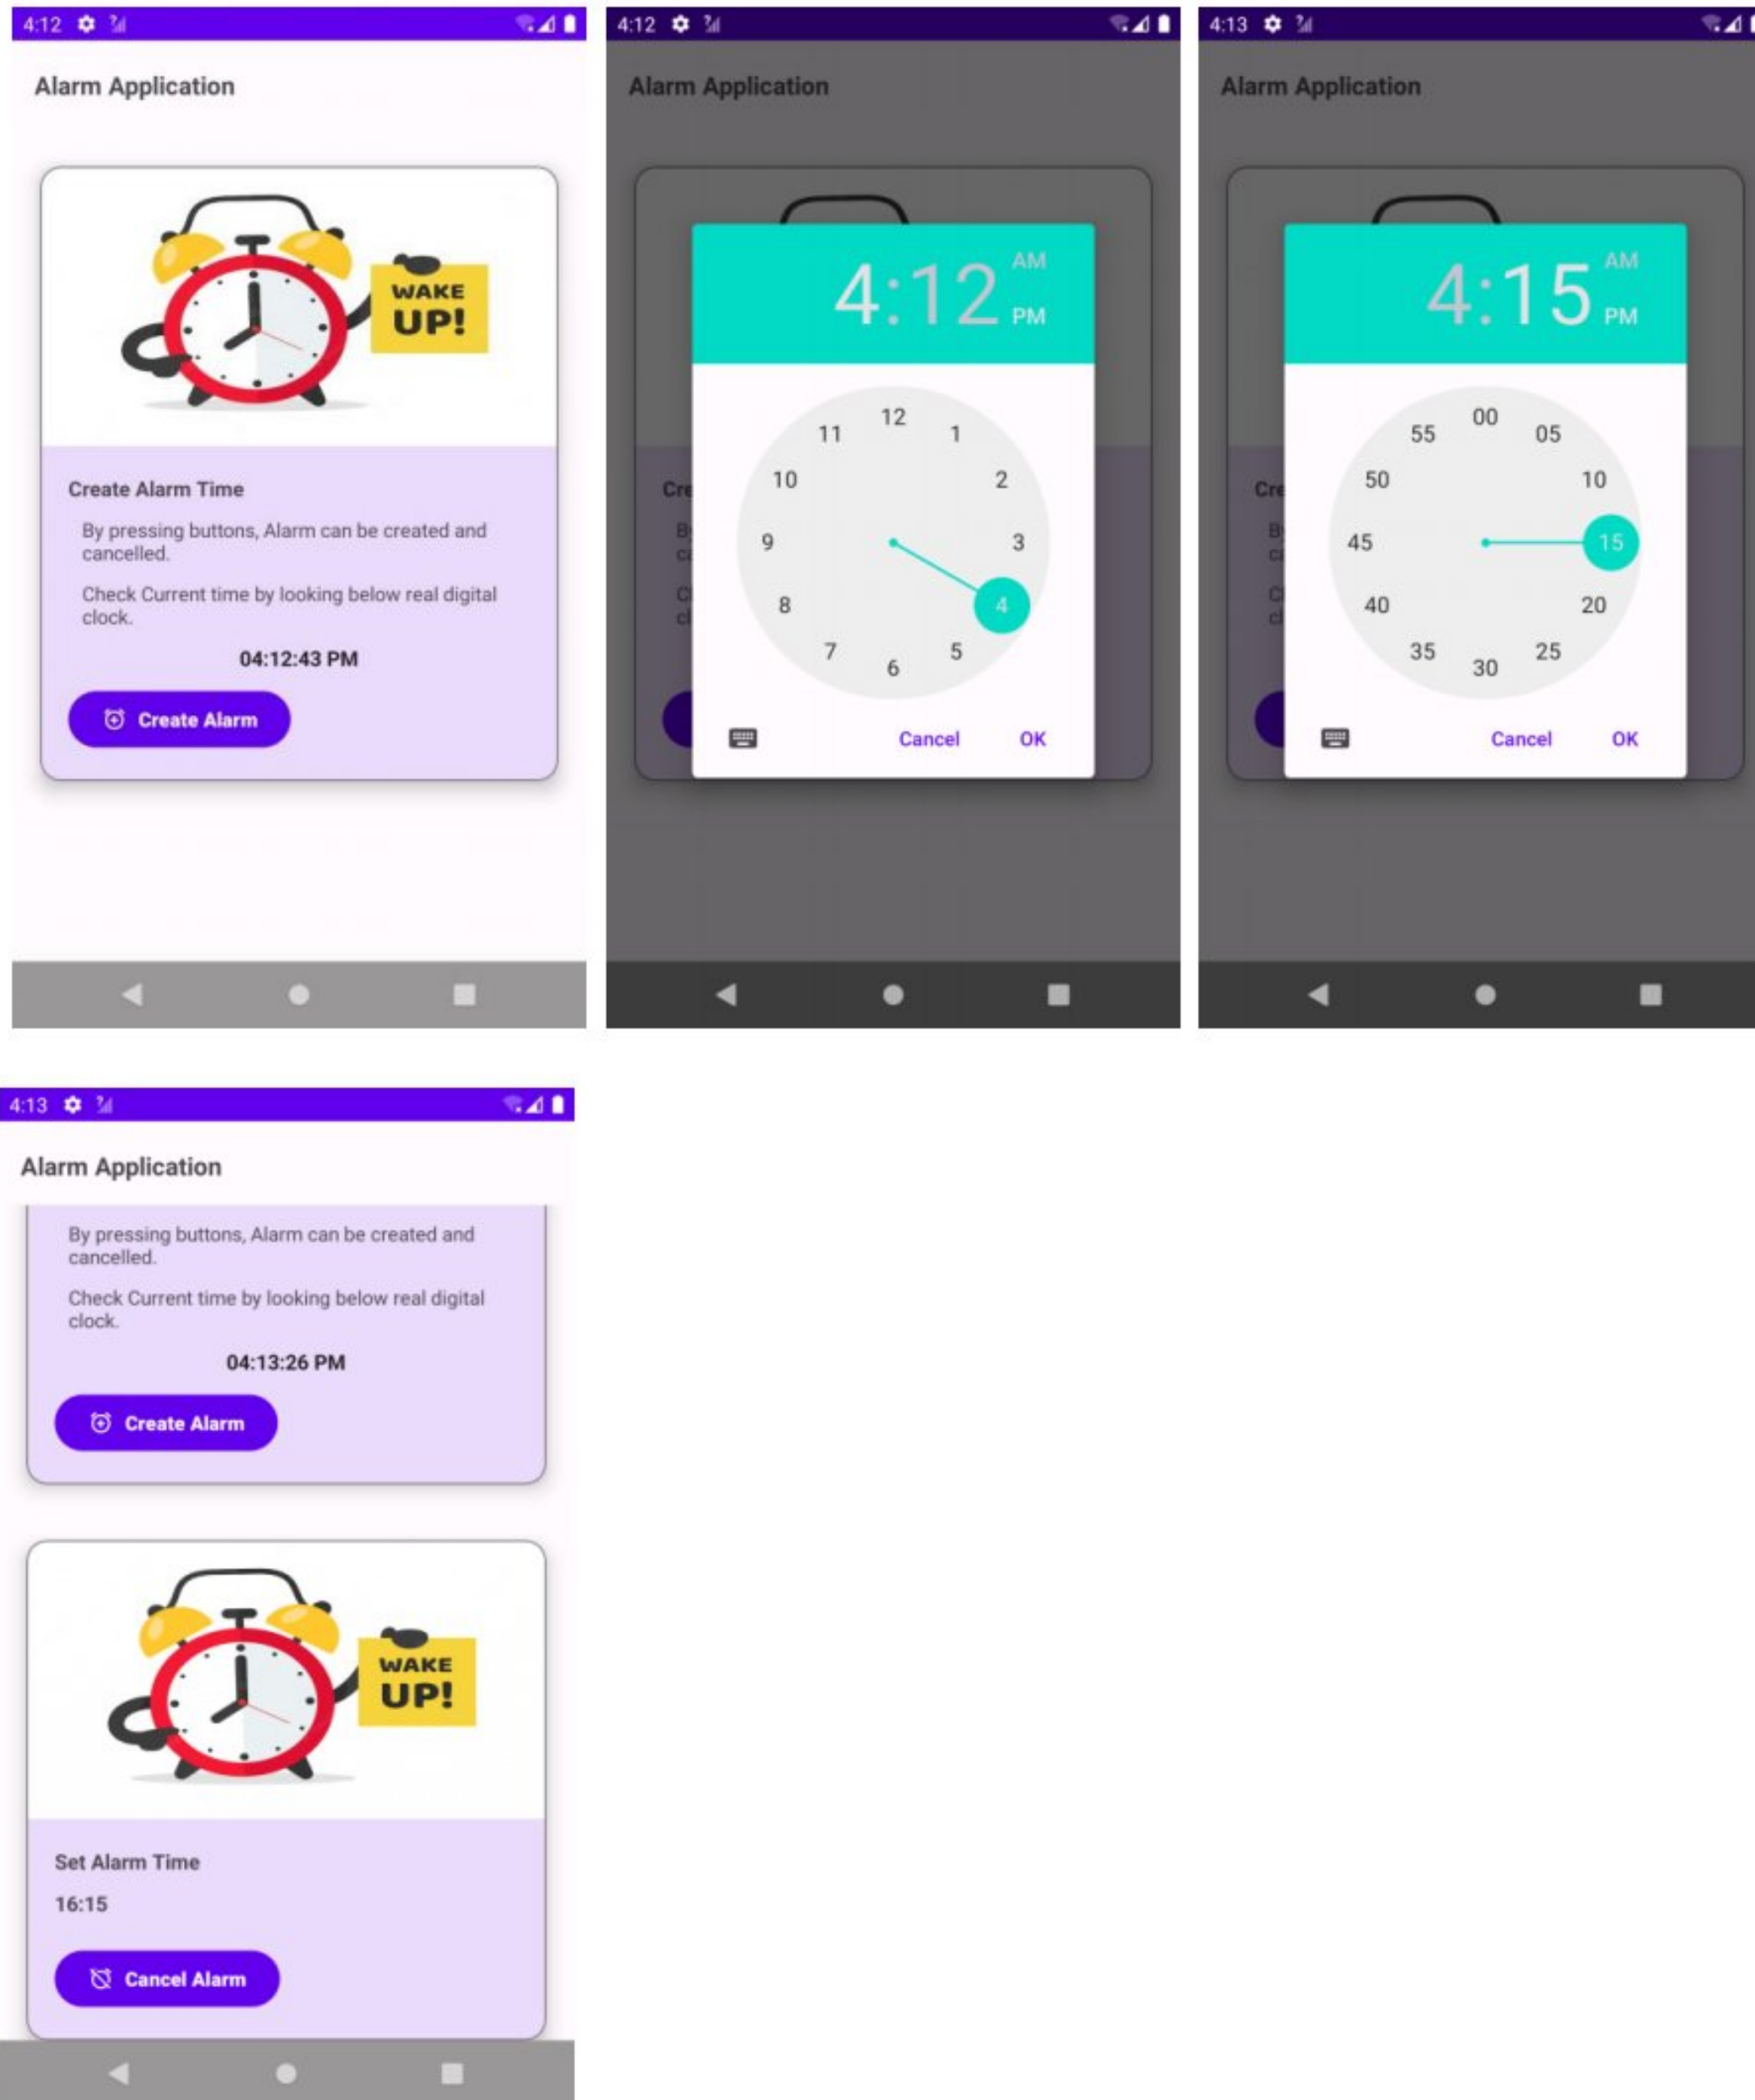 4:12
Alarm Application
WAKE
UP!
Create Alarm Time
By pressing buttons, Alarm can be created and
cancelled.
Check Current time by looking below real digital
clock.
04:12:43 PM
Create Alarm
4:12
Alarm Application
4:12
AM
PM
12
1
2
3
4
5
6
7
8
9
10
11
Cre
Cancel
OK
4:13
Alarm Application
4:15
AM
PM
00
05
10
15
20
25
30
35
40
45
50
55
Cre
Cancel
OK
4:13
Alarm Application
By pressing buttons, Alarm can be created and
cancelled.
Check Current time by looking below real digital
clock.
04:13:26 PM
Create Alarm
WAKE
UP!
Set Alarm Time
16:15
Cancel Alarm